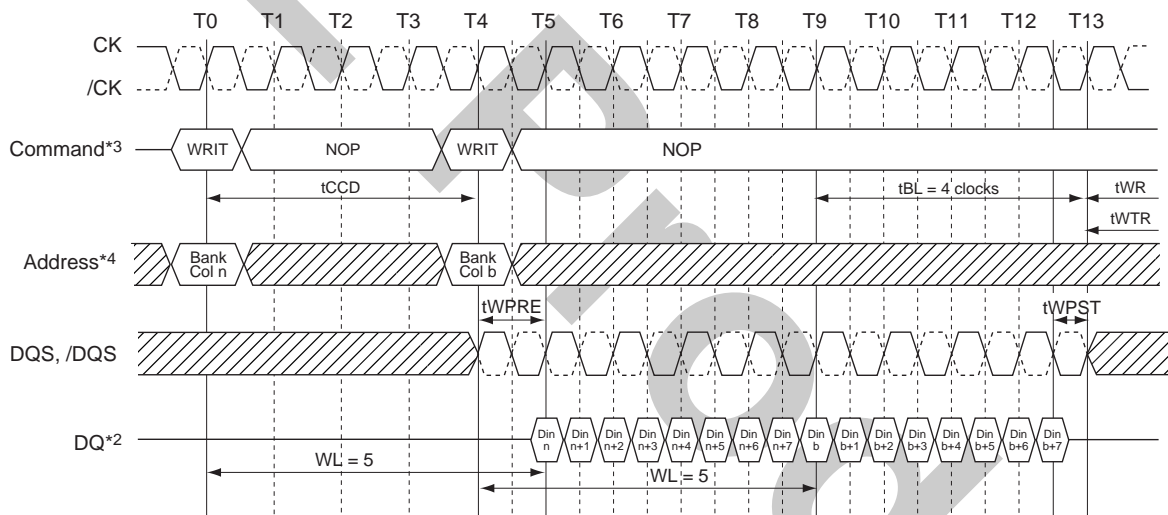 T0 T1 T2 T3 T4 T5 T6 T7 T8 T9 T10 T11 T12 T13
CK
/CK
Command*3 WRIT NOP WRIT NOP
tCCD tBL = 4 clocks tWR
tWTR
Address*4 Bank Col n Bank Col b
tWPRE tWPST
DQS, /DQS
DQ*2 Din n Din n+1 Din n+2 Din n+3 Din n+4 Din n+5 Din n+6 Din n+7 Din b Din b+1 Din b+2 Din b+3 Din b+4 Din b+5 Din b+6 Din b+7
WL = 5 WL = 5